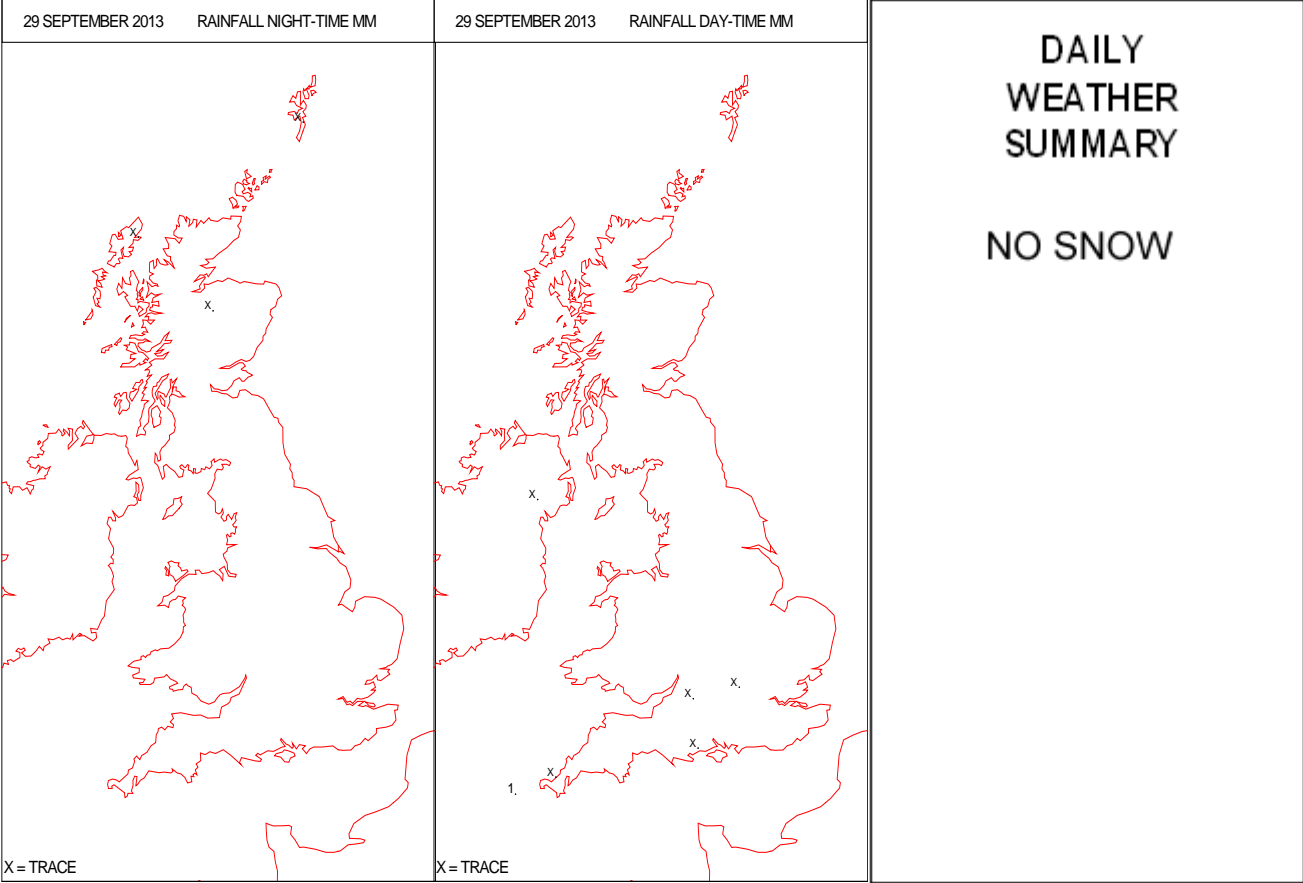 29 SEPTEMBER 2013 RAINFALL NIGHT-TIME MM
X.
X.
X.
X = TRACE
29 SEPTEMBER 2013 RAINFALL DAY-TIME MM
X.
X.
X.
X.
X.
1.
X = TRACE
DAILY
WEATHER
SUMMARY
NO SNOW